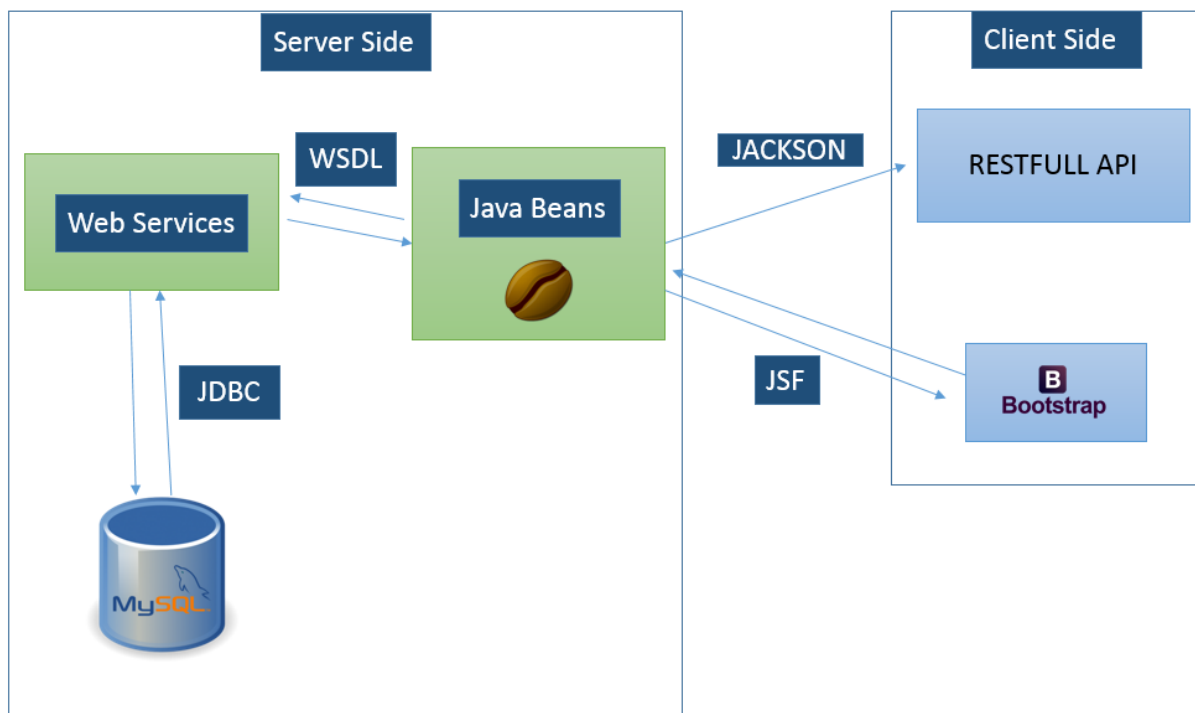 Server Side
Client Side
WSDL
JACKSON
RESTFULL API
Web Services
Java Beans
JDBC
JSF
B
Bootstrap
MySQL